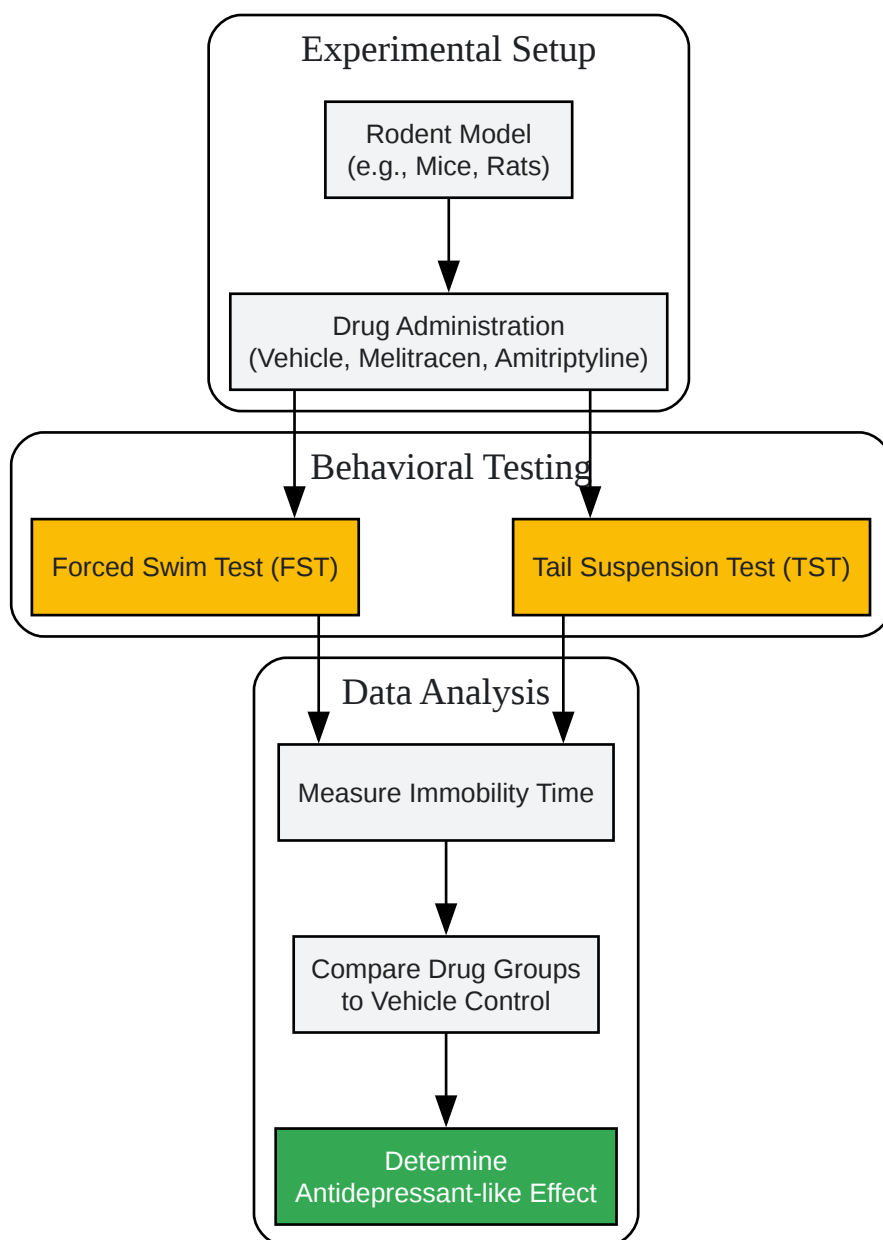 Experimental Setup
Rodent Model
(e.g., Mice, Rats)
Drug Administration
(Vehicle, Melitracen, Amitriptyline)
Behavioral Testing
Forced Swim Test (FST)
Tail Suspension Test (TST)
Data Analysis
Measure Immobility Time
Compare Drug Groups
to Vehicle Control
Determine
Antidepressant-like Effect